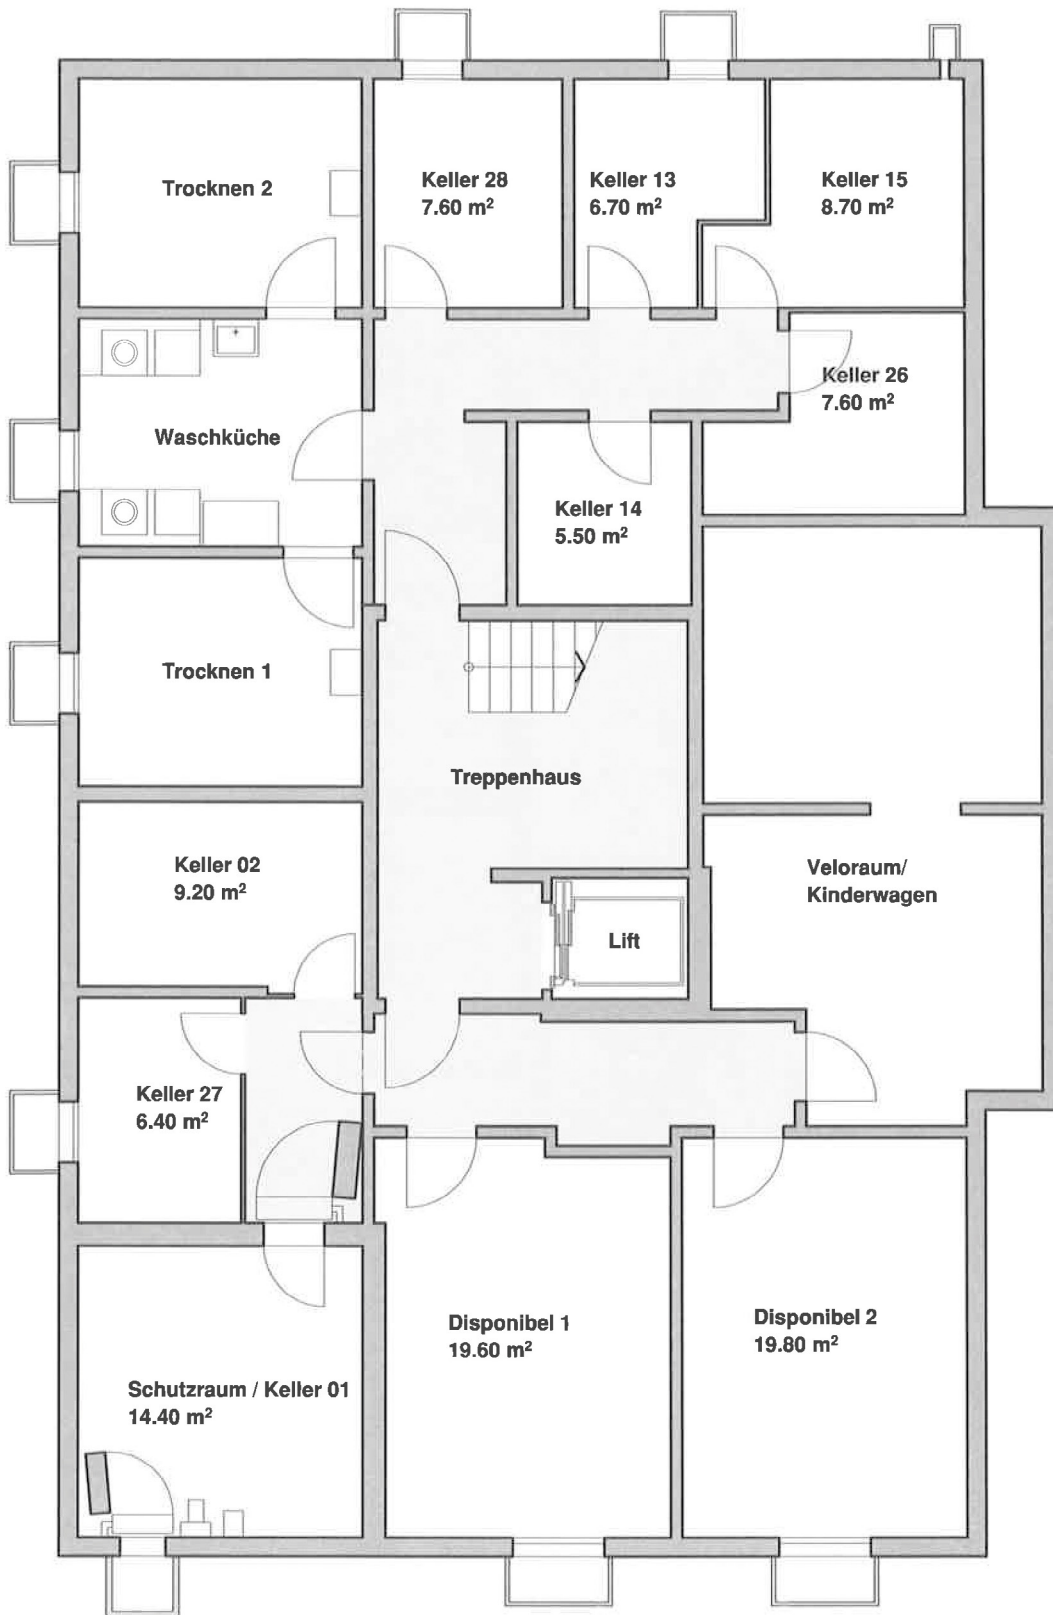 Trocknen 2
Keller 28
7.60 m²
Keller 13
6.70 m²
Keller 15
8.70 m²
Keller 26
7.60 m²
Waschküche
Keller 14
5.50 m²
Trocknen 1
Treppenhaus
Keller 02
9.20 m²
Veloraum/
Kinderwagen
Lift
Keller 27
6.40 m²
Disponibel 1
19.60 m²
Disponibel 2
19.80 m²
Schutzraum / Keller 01
14.40 m²